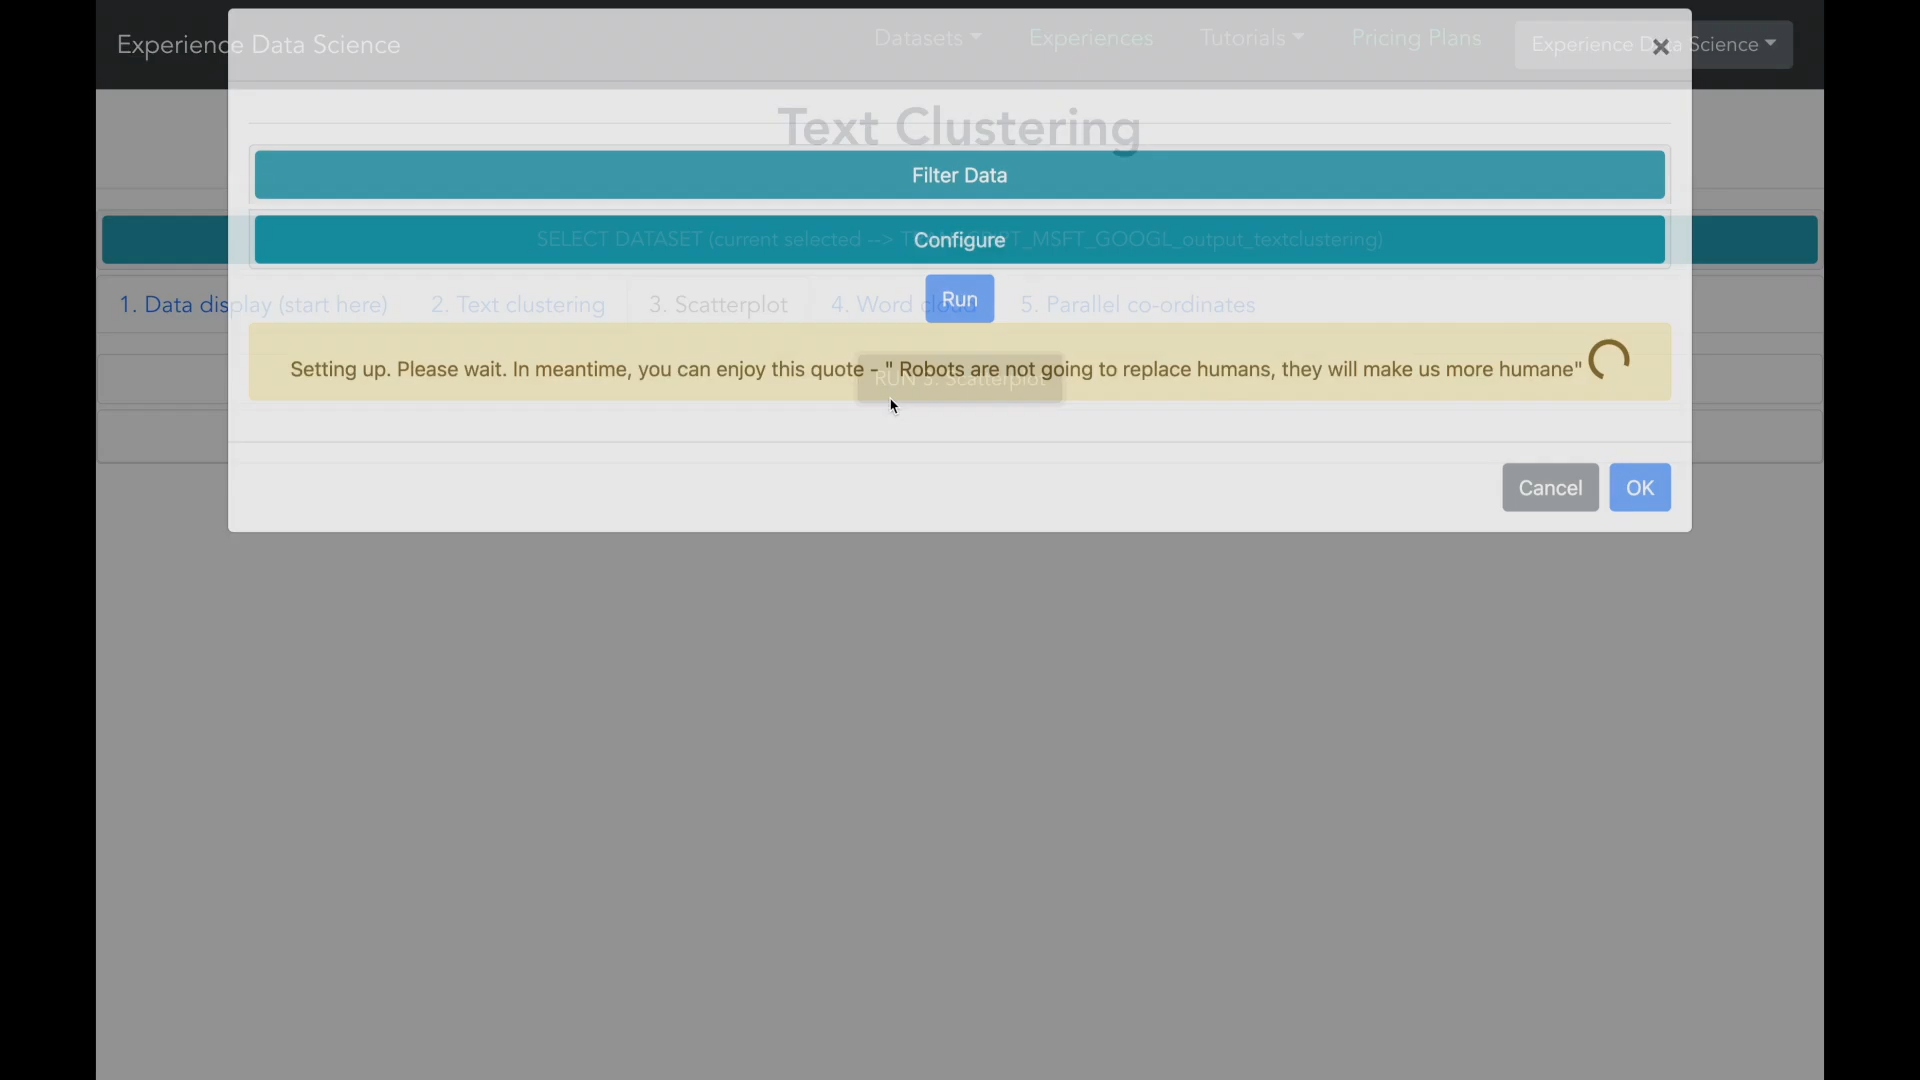 Experience Data Science
Datasets
Experiences
Tutorials
Pricing Plans
Experience Data Science
Text Clustering
Filter Data
SELECT DATASET (current selected --> TRANSCRIPT_MSFT_GOOGL_output_textclustering)
Configure
1. Data display (start here)
2. Text clustering
3. Scatterplot
4. Word cloud
5. Parallel co-ordinates
Run
Setting up. Please wait. In meantime, you can enjoy this quote - " Robots are not going to replace humans, they will make us more humane"
RUN 3. Scatterplot
Cancel
OK